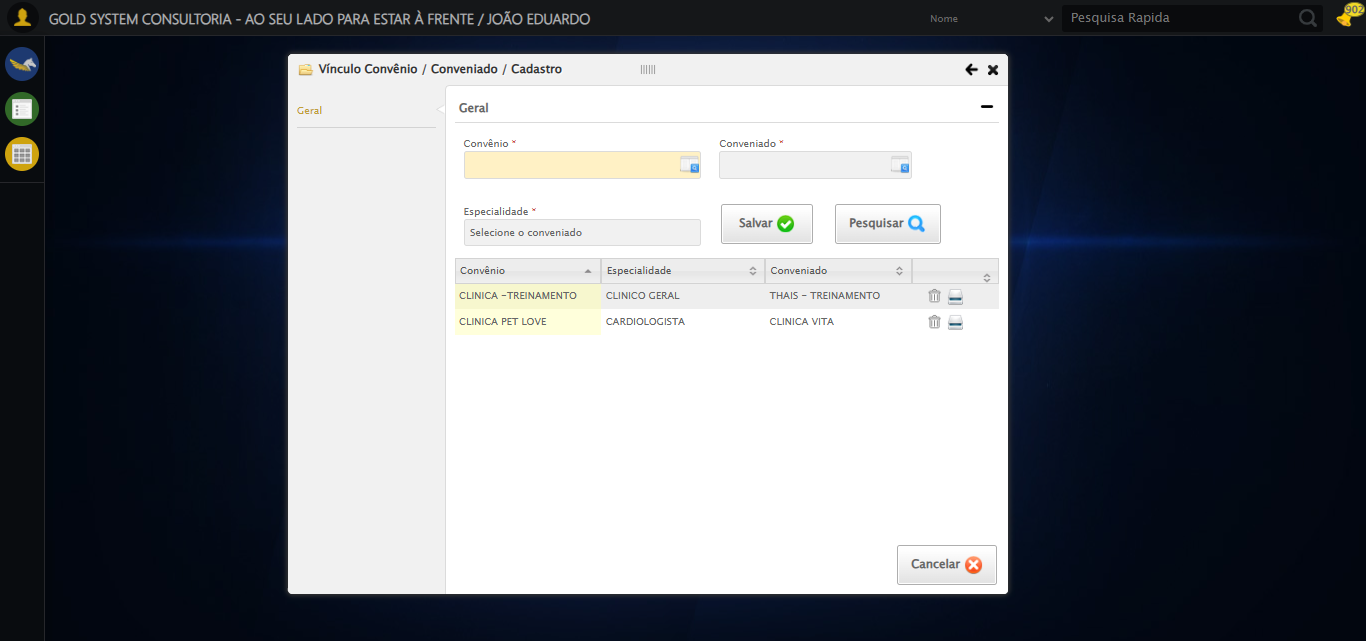 GOLD SYSTEM CONSULTORIA - AO SEU LADO PARA ESTAR À FRENTE / JOÃO EDUARDO
Nome
Pesquisa Rapida
902
Vínculo Convênio / Conveniado / Cadastro
Geral
Geral
Convênio *
Conveniado *
Especialidade *
Selecione o conveniado
Salvar
Pesquisar
Convênio Especialidade Conveniado
CLINICA -TREINAMENTO CLINICO GERAL THAIS - TREINAMENTO
CLINICA PET LOVE CARDIOLOGISTA CLINICA VITA
Cancelar